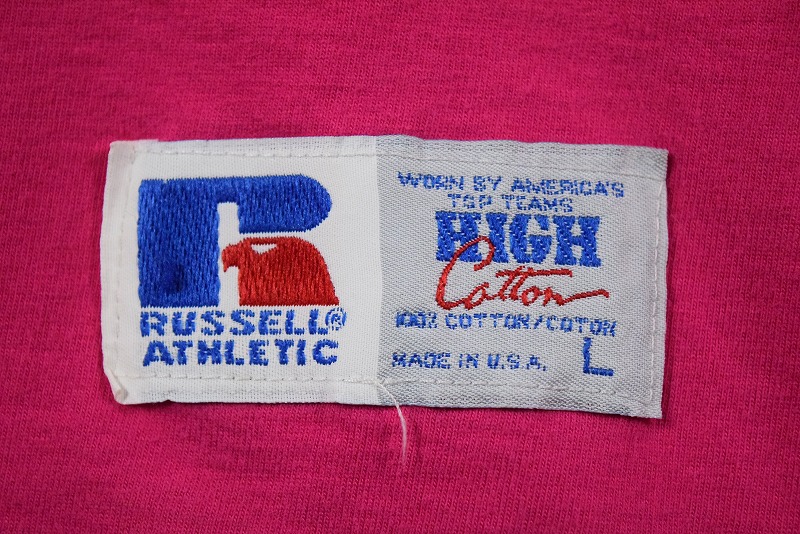 RUSSELL®
ATHLETIC
WORN BY AMERICA'S
TOP TEAMS
HIGH
Cotton
100% COTTON/COTON
MADE IN U.S.A. L